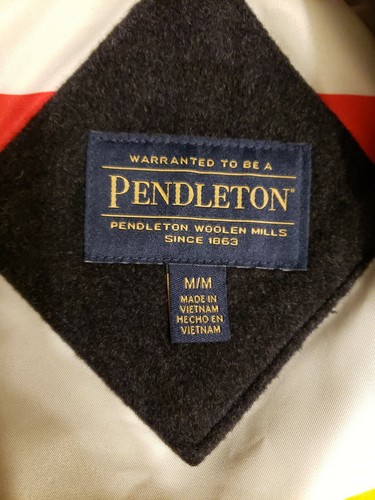 WARRANTED TO BE A
PENDLETON®
PENDLETON WOOLEN MILLS
SINCE 1863
M/M
MADE IN
VIETNAM
HECHO EN
VIETNAM